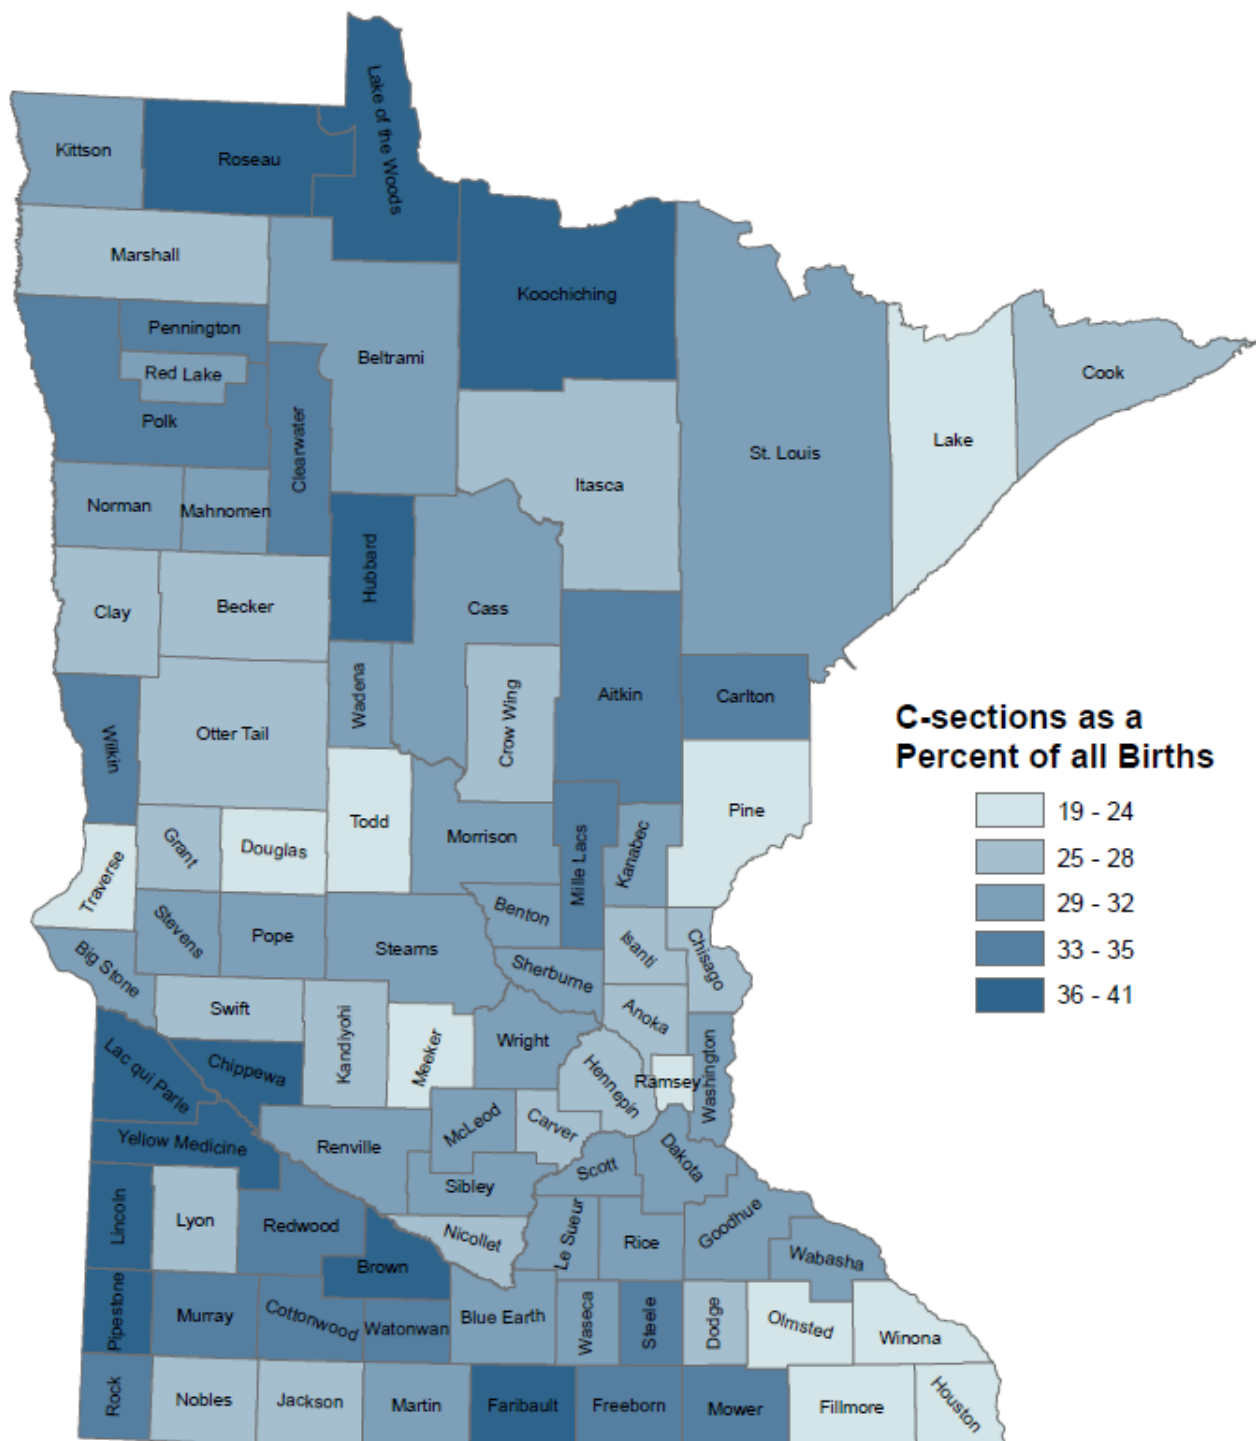 Lake of the Woods
Kittson
Roseau
Marshall
Koochiching
Pennington
Beltrami
Red Lake
Cook
Polk
Clearwater
Lake
St. Louis
Itasca
Norman
Mahnomen
Hubbard
Clay
Becker
Cass
Wadena
Aitkin
Carlton
Crow Wing
Otter Tail
Wilkin
C-sections as a
Percent of all Births
19 - 24
25 - 28
29 - 32
33 - 35
36 - 41
Todd
Pine
Grant
Douglas
Morrison
Mille Lacs
Kanabec
Traverse
Benton
Stevens
Pope
Stearns
Isanti
Chisago
Big Stone
Sherburne
Swift
Kandiyohi
Anoka
Meeker
Wright
Washington
Lac qui Parle
Chippewa
Hennepin
Ramsey
McLeod
Carver
Yellow Medicine
Renville
Dakota
Scott
Sibley
Lincoln
Lyon
Redwood
Nicollet
Le Sueur
Rice
Goodhue
Wabasha
Brown
Pipestone
Murray
Cottonwood
Watonwan
Blue Earth
Waseca
Steele
Dodge
Olmsted
Winona
Rock
Nobles
Jackson
Martin
Faribault
Freeborn
Mower
Fillmore
Houston